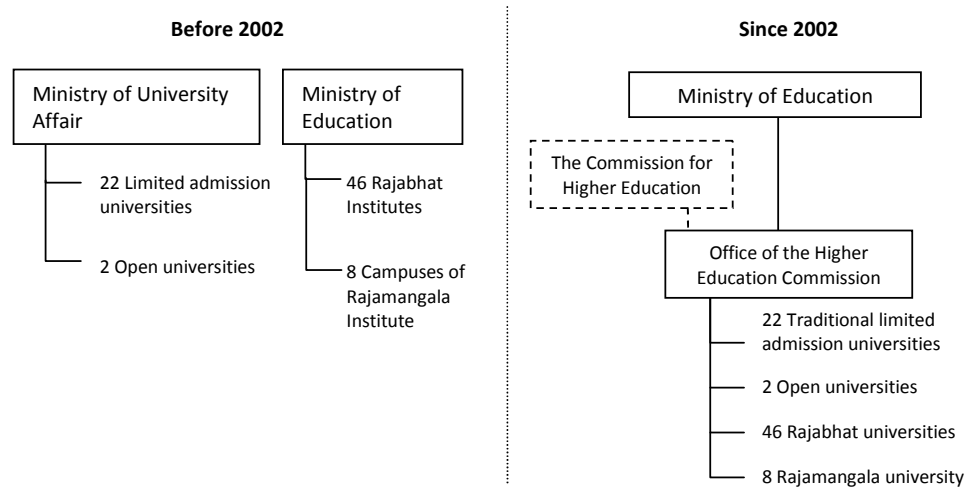 Before 2002
Ministry of University
Affair
Ministry of
Education
22 Limited admission
universities
2 Open universities
46 Rajabhat
Institutes
8 Campuses of
Rajamangala
Institute
Since 2002
Ministry of Education
The Commission for
Higher Education
Office of the Higher
Education Commission
22 Traditional limited
admission universities
2 Open universities
46 Rajabhat universities
8 Rajamangala university